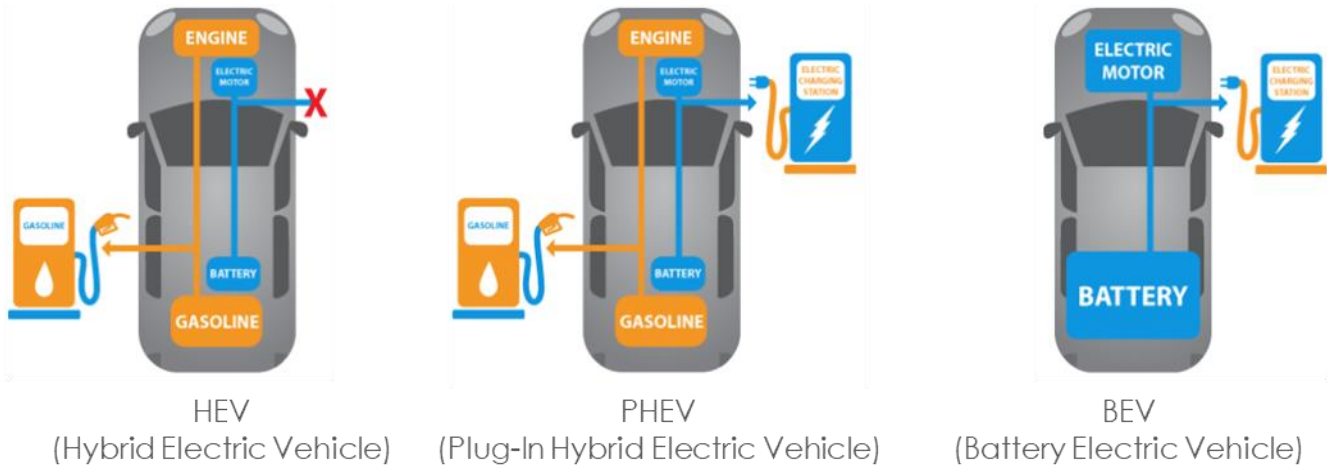 ENGINE
ELECTRIC
MOTOR
X
GASOLINE
BATTERY
GASOLINE
HEV
(Hybrid Electric Vehicle)
ENGINE
ELECTRIC
MOTOR
ELECTRIC
CHARGING
STATION
GASOLINE
BATTERY
GASOLINE
PHEV
(Plug-In Hybrid Electric Vehicle)
ELECTRIC
MOTOR
ELECTRIC
CHARGING
STATION
BATTERY
BEV
(Battery Electric Vehicle)